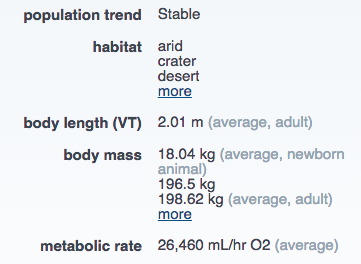 population trend Stable
habitat arid
crater
desert
more
body length (VT) 2.01 m (average, adult)
body mass 18.04 kg (average, newborn
animal)
196.5 kg
198.62 kg (average, adult)
more
metabolic rate 26,460 mL/hr O2 (average)